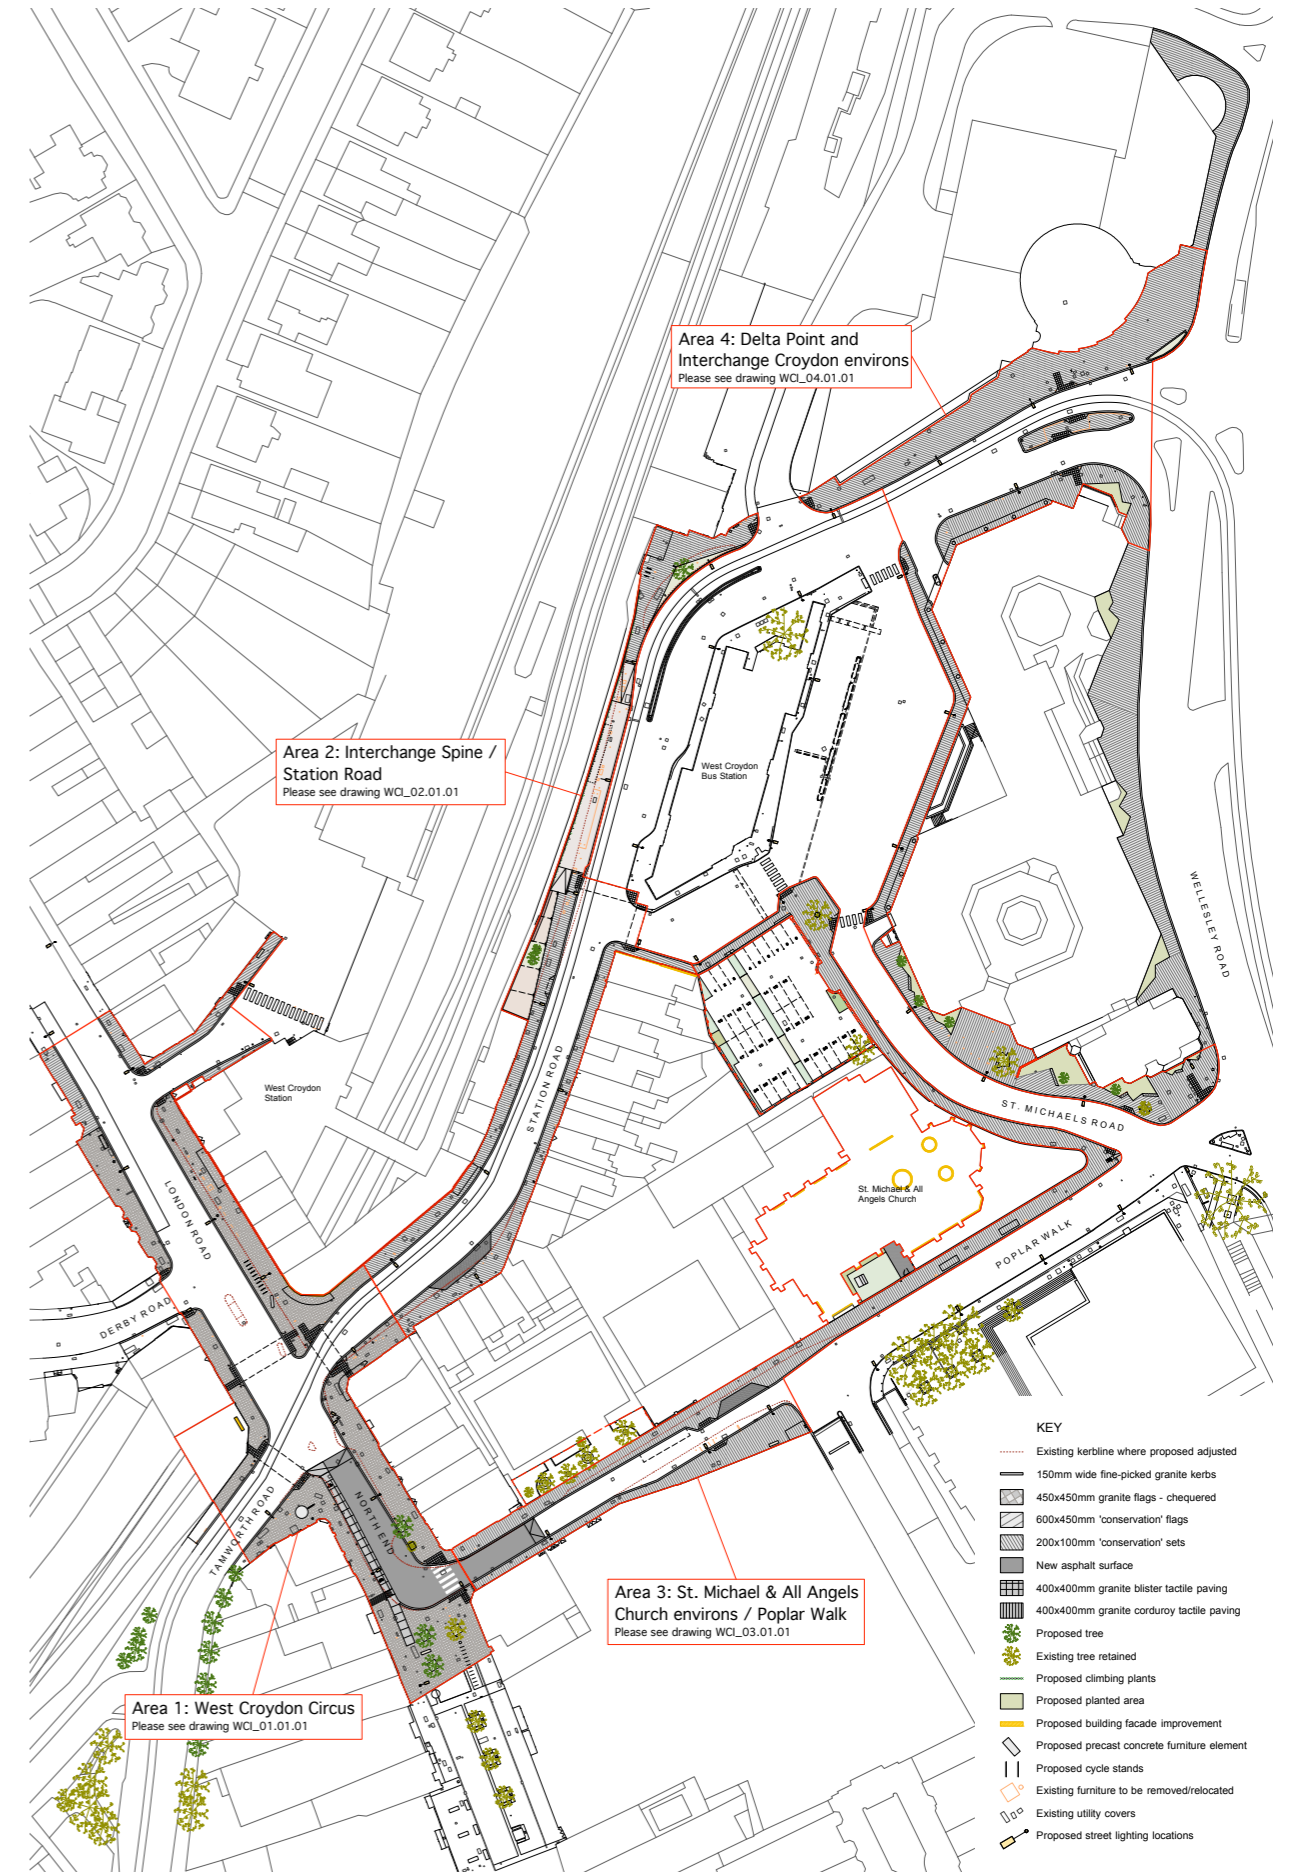 Area 4: Delta Point and
Interchange Croydon environs
Please see drawing WCI_04.01.01
Area 2: Interchange Spine /
Station Road
Please see drawing WCI_02.01.01
West Croydon
Bus Station
WELLESLEY ROAD
West Croydon
Station
STATION ROAD
ST. MICHAELS ROAD
LONDON ROAD
St. Michael & All
Angels Church
POPLAR WALK
DERBY ROAD
TAMWORTH ROAD
NORTH END
Area 3: St. Michael & All Angels
Church environs / Poplar Walk
Please see drawing WCI_03.01.01
Area 1: West Croydon Circus
Please see drawing WCI_01.01.01
KEY
Existing kerbline where proposed adjusted
150mm wide fine-picked granite kerbs
450x450mm granite flags - chequered
600x450mm 'conservation' flags
200x100mm 'conservation' sets
New asphalt surface
400x400mm granite blister tactile paving
400x400mm granite corduroy tactile paving
Proposed tree
Existing tree retained
Proposed climbing plants
Proposed planted area
Proposed building facade improvement
Proposed precast concrete furniture element
Proposed cycle stands
Existing furniture to be removed/relocated
Existing utility covers
Proposed street lighting locations